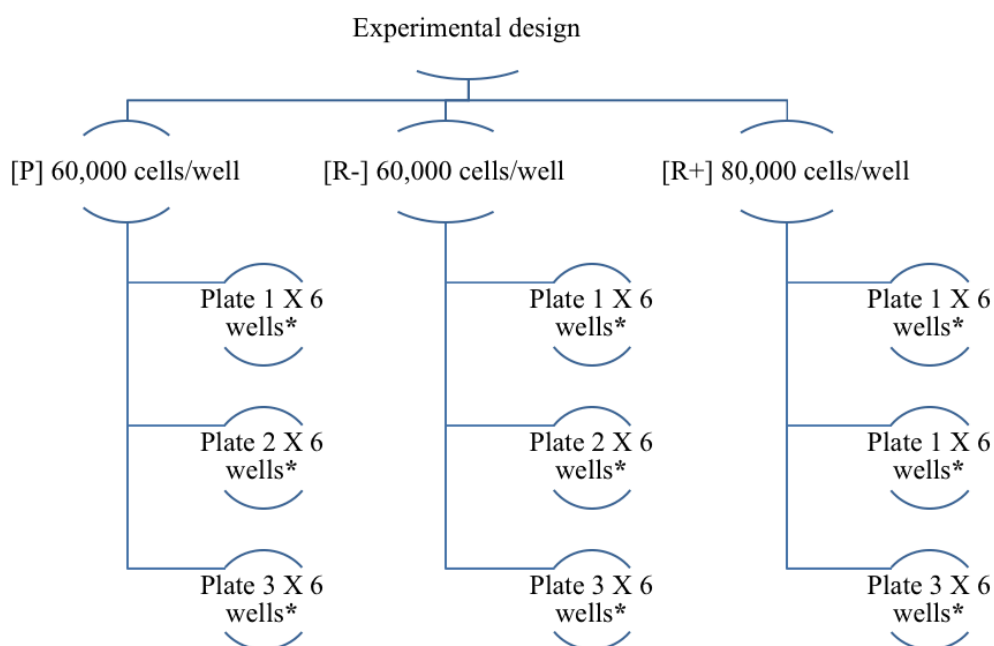 Experimental design
[P] 60,000 cells/well
[R-] 60,000 cells/well
[R+] 80,000 cells/well
Plate 1 X 6
wells*
Plate 2 X 6
wells*
Plate 3 X 6
wells*
Plate 1 X 6
wells*
Plate 2 X 6
wells*
Plate 3 X 6
wells*
Plate 1 X 6
wells*
Plate 1 X 6
wells*
Plate 3 X 6
wells*